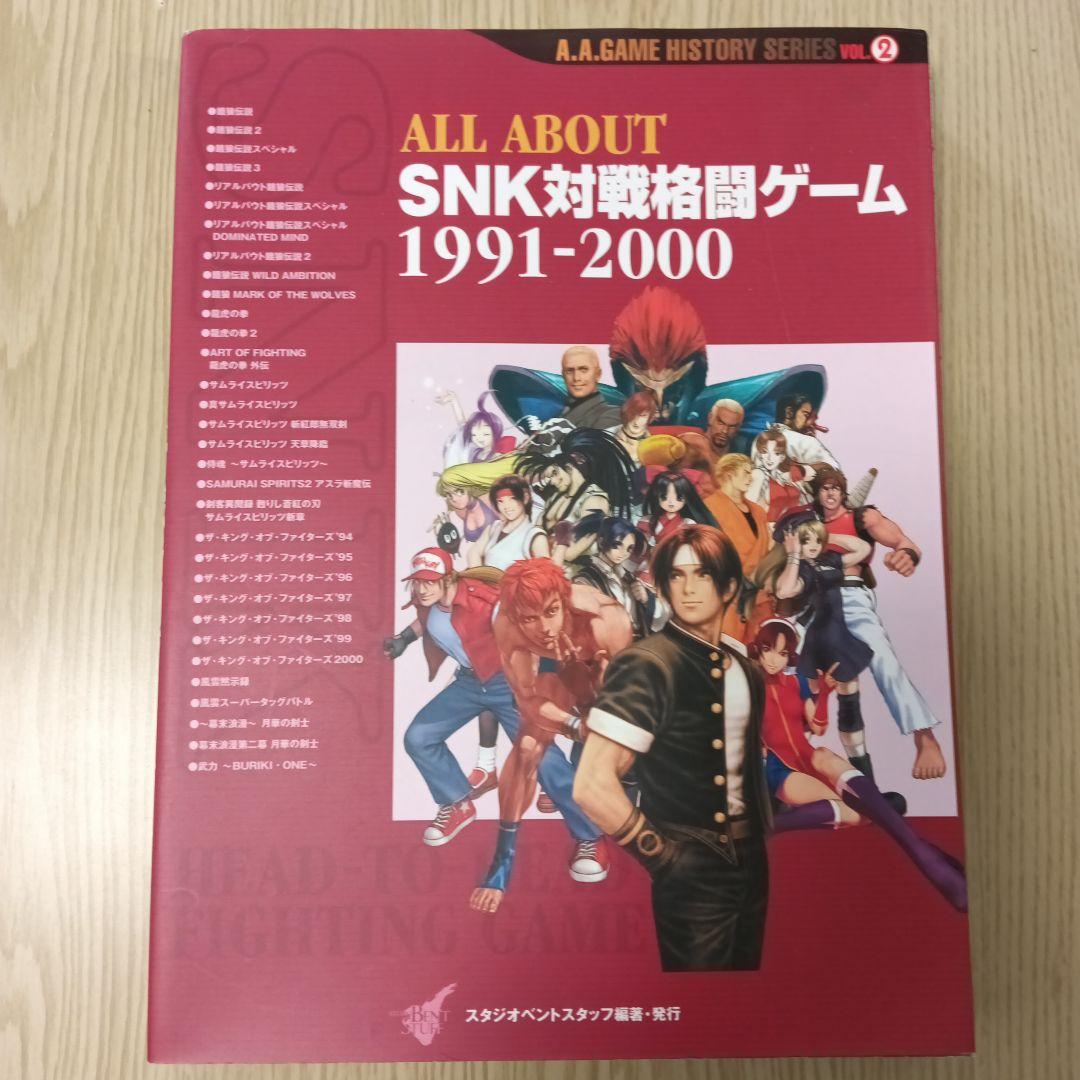 A.A.GAME HISTORY SERIES VOL.2
ALL ABOUT
SNK対戦格闘ゲーム
1991-2000
●餓狼伝説
●餓狼伝説2
●餓狼伝説スペシャル
●餓狼伝説3
●リアルバウト餓狼伝説
●リアルバウト餓狼伝説スペシャル
●リアルバウト餓狼伝説スペシャル
DOMINATED MIND
●リアルバウト餓狼伝説2
●餓狼伝説 WILD AMBITION
●餓狼 MARK OF THE WOLVES
●龍虎の拳
●龍虎の拳2
●ART OF FIGHTING
龍虎の拳 外伝
●サムライスピリッツ
●真サムライスピリッツ
●サムライスピリッツ 斬紅郎無双剣
●サムライスピリッツ 天草降臨
●侍魂 ～サムライスピリッツ～
●SAMURAI SPIRITS2 アスラ斬魔伝
●剣客異聞録 甦りし蒼紅の刃
サムライスピリッツ新章
●ザ・キング・オブ・ファイターズ'94
●ザ・キング・オブ・ファイターズ'95
●ザ・キング・オブ・ファイターズ'96
●ザ・キング・オブ・ファイターズ'97
●ザ・キング・オブ・ファイターズ'98
●ザ・キング・オブ・ファイターズ'99
●ザ・キング・オブ・ファイターズ2000
●風雲黙示録
●風雲スーパータッグバトル
●～幕末浪漫～ 月華の剣士
●幕末浪漫第二幕 月華の剣士
●武力 ～BURIKI・ONE～
HEAD-TO-HEAD
FIGHTING GAME
BENT
STUFF
スタジオベントスタッフ編著・発行